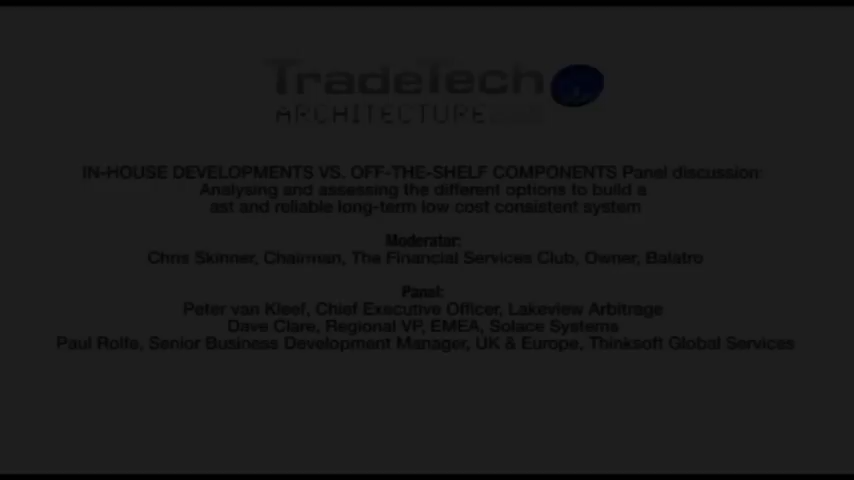 TradeTech
ARCHITECTURE
IN-HOUSE DEVELOPMENTS VS. OFF-THE-SHELF COMPONENTS Panel discussion:
Analysing and assessing the different options to build a
ast and reliable long-term low cost consistent system
Moderator:
Chris Skinner, Chairman, The Financial Services Club, Owner, Balatro
Panel:
Peter van Kleef, Chief Executive Officer, Lakeview Arbitrage
Dave Clare, Regional VP, EMEA, Solace Systems
Paul Rolfe, Senior Business Development Manager, UK & Europe, Thinksoft Global Services